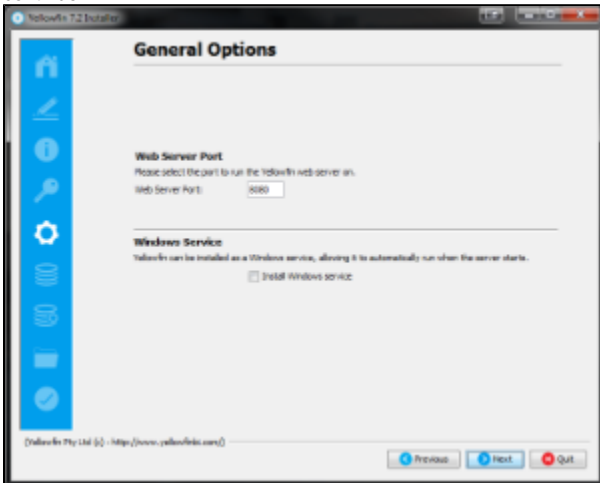 Yellowfin 7.2 Installer
General Options
Web Server Port
Please select the port to run the Yellowfin web server on.
Web Server Port:
8080
Windows Service
Yellowfin can be installed as a Windows service, allowing it to automatically run when the server starts.
Install Windows service
(Yellowfin Pty Ltd (c) - http://www.yellowfinbi.com/)
Previous
Next
Quit